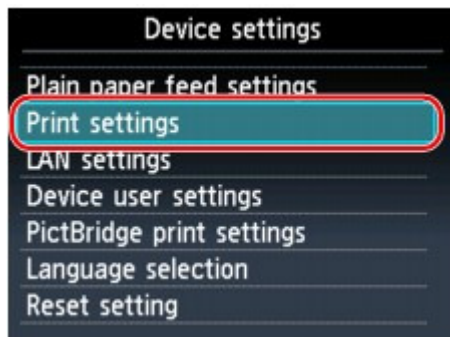 Device settings
Plain paper feed settings
Print settings
LAN settings
Device user settings
PictBridge print settings
Language selection
Reset setting